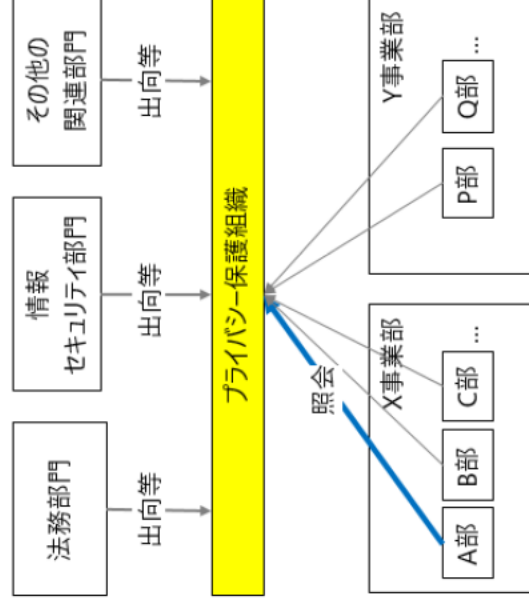 法務部門
情報
セキュリティ部門
その他の
関連部門
出向等
出向等
出向等
プライバシー保護組織
照会
X事業部
A部
B部
C部
…
Y事業部
P部
Q部
…